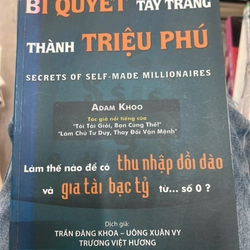 BÍ QUYẾT TAY TRẮNG
THÀNH TRIỆU PHÚ
SECRETS OF SELF-MADE MILLIONAIRES
ADAM KHOO
Tác giả nổi tiếng của
"Tôi Tài Giỏi, Bạn Cũng Thế!"
"Làm Chủ Tư Duy, Thay Đổi Vận Mệnh"
Làm thế nào để có thu nhập dồi dào
và gia tài bạc tỷ từ... số 0 ?
Dịch giả:
TRẦN ĐĂNG KHOA - UÔNG XUÂN VY
TRƯƠNG VIỆT HƯƠNG